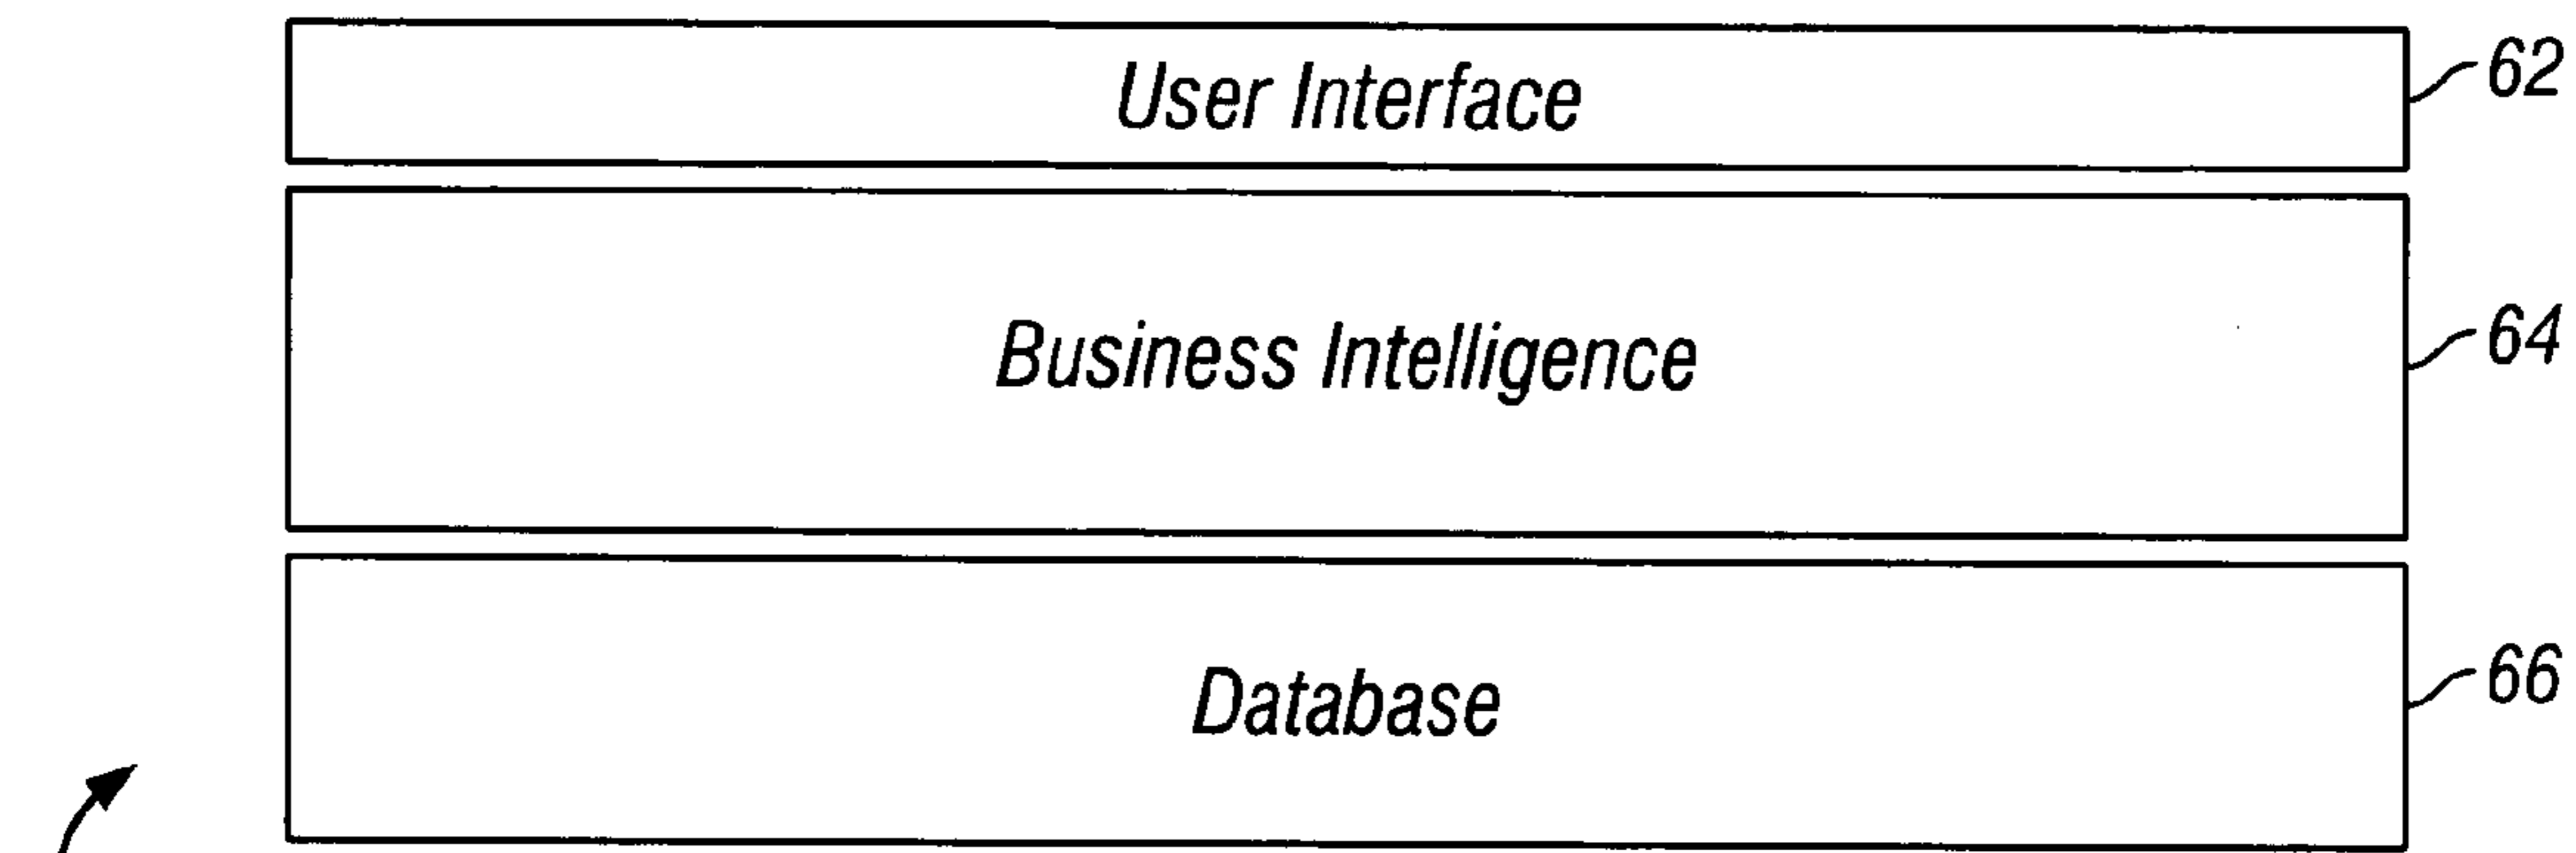 User Interface
62
Business Intelligence
64
Database
66